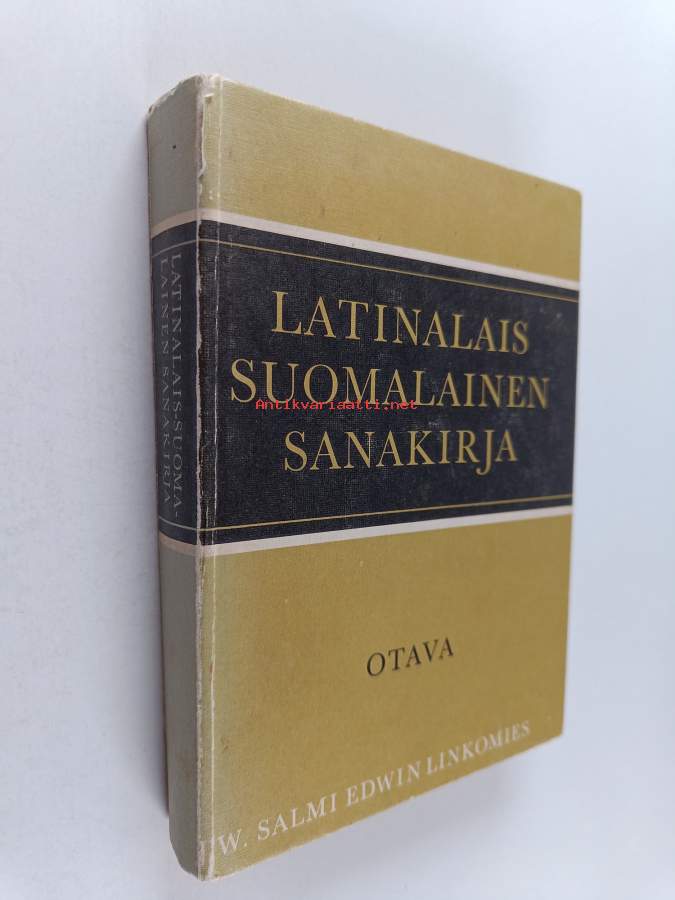 LATINALAIS
SUOMALAINEN
Antikvariaatti.net
SANAKIRJA
OTAVA
W. SALMI EDWIN LINKOMIES
LATINALAIS-SUOMA-
LAINEN SANAKIRJA